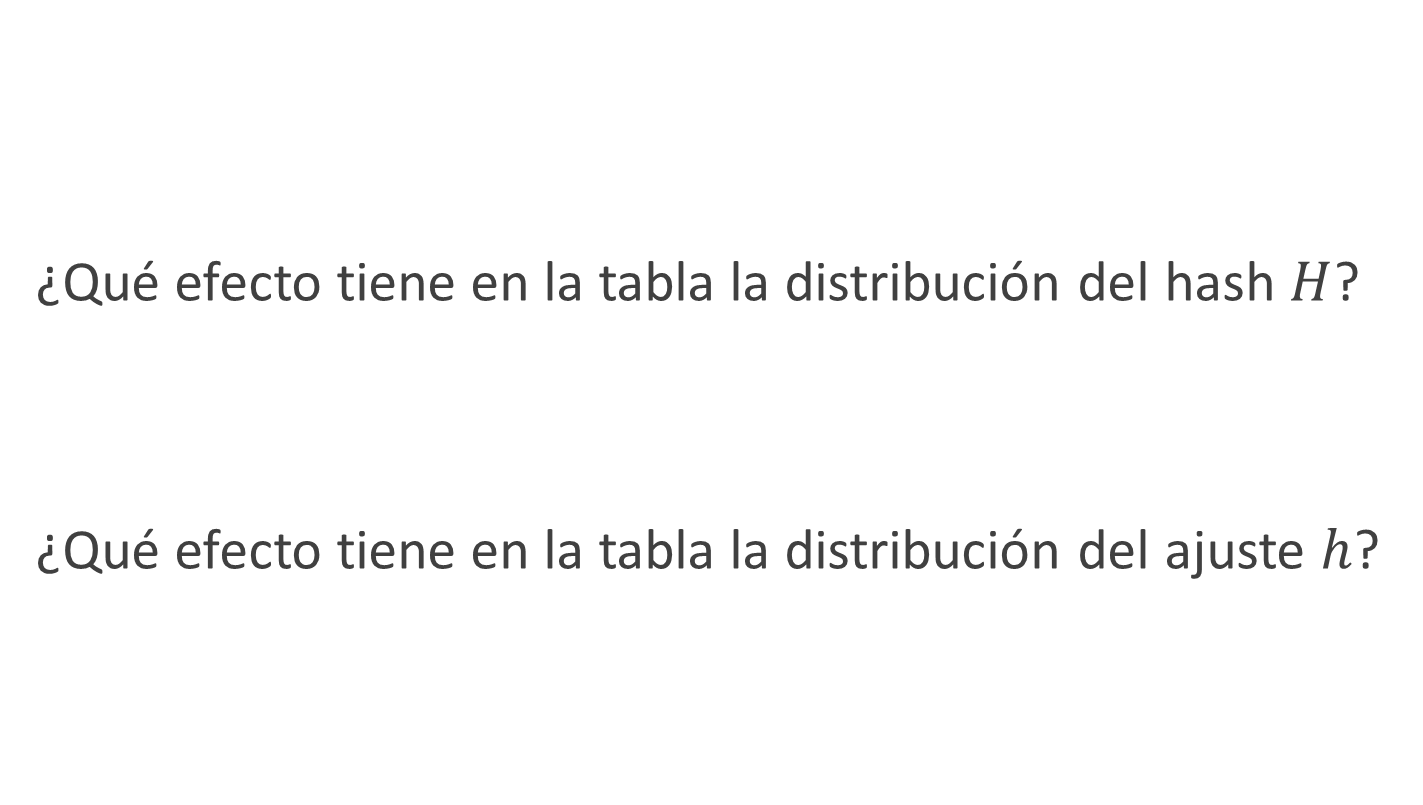 ¿Qué efecto tiene en la tabla la distribución del hash H?
¿Qué efecto tiene en la tabla la distribución del ajuste h?